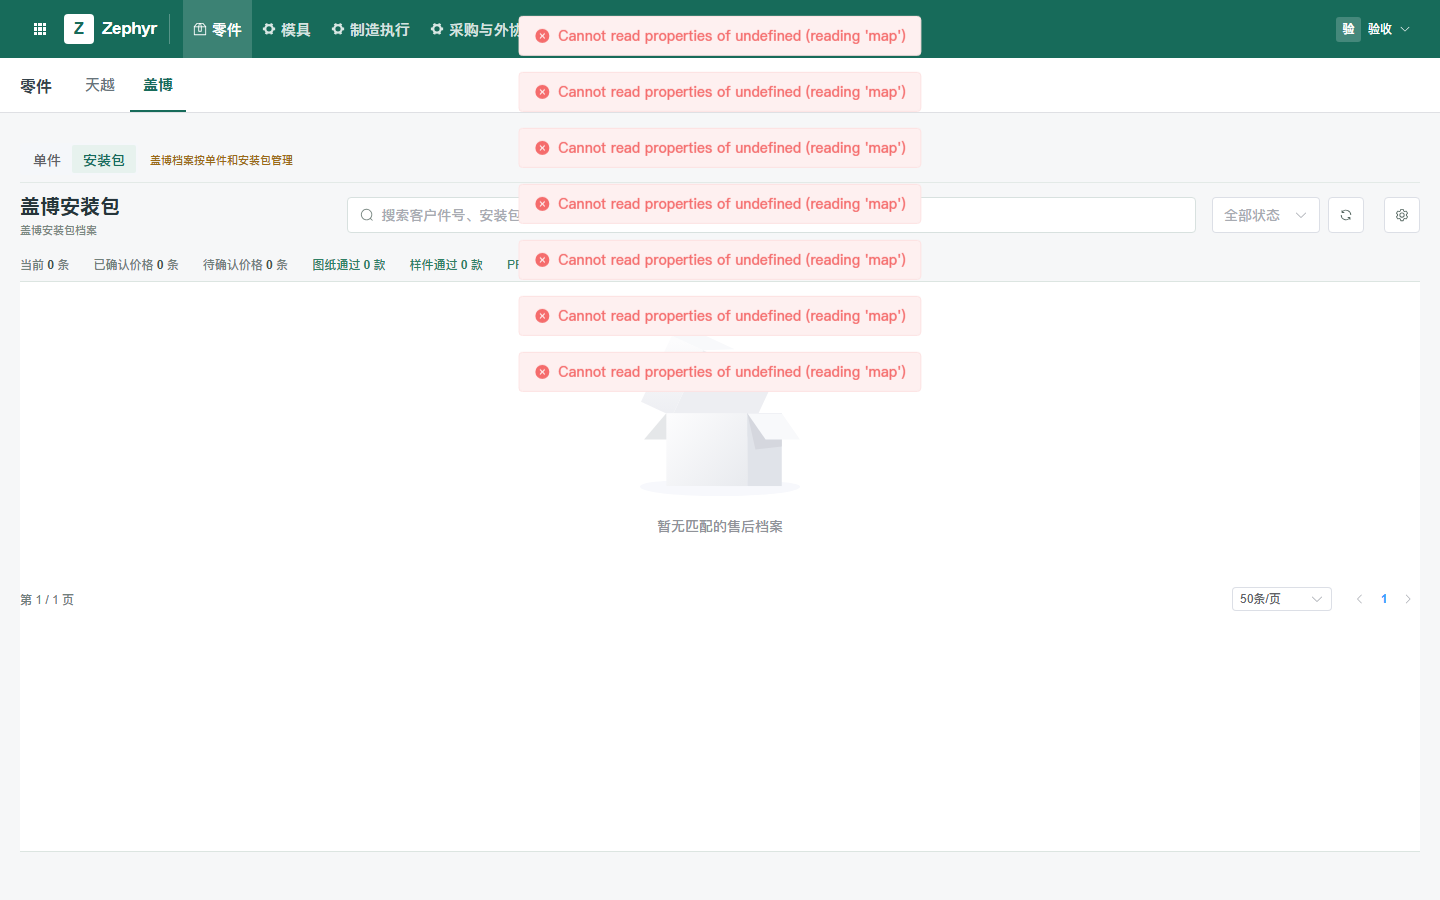 Z Zephyr 零件 模具 制造执行 采购与外协 验 验收
Cannot read properties of undefined (reading 'map')
零件 天越 盖博
Cannot read properties of undefined (reading 'map')
Cannot read properties of undefined (reading 'map')
单件 安装包 盖博档案按单件和安装包管理
盖博安装包
盖博安装包档案
搜索客户件号、安装包
Cannot read properties of undefined (reading 'map')
全部状态
当前 0 条 已确认价格 0 条 待确认价格 0 条 图纸通过 0 款 样件通过 0 款
Cannot read properties of undefined (reading 'map')
Cannot read properties of undefined (reading 'map')
Cannot read properties of undefined (reading 'map')
暂无匹配的售后档案
第 1 / 1 页 50条/页 1